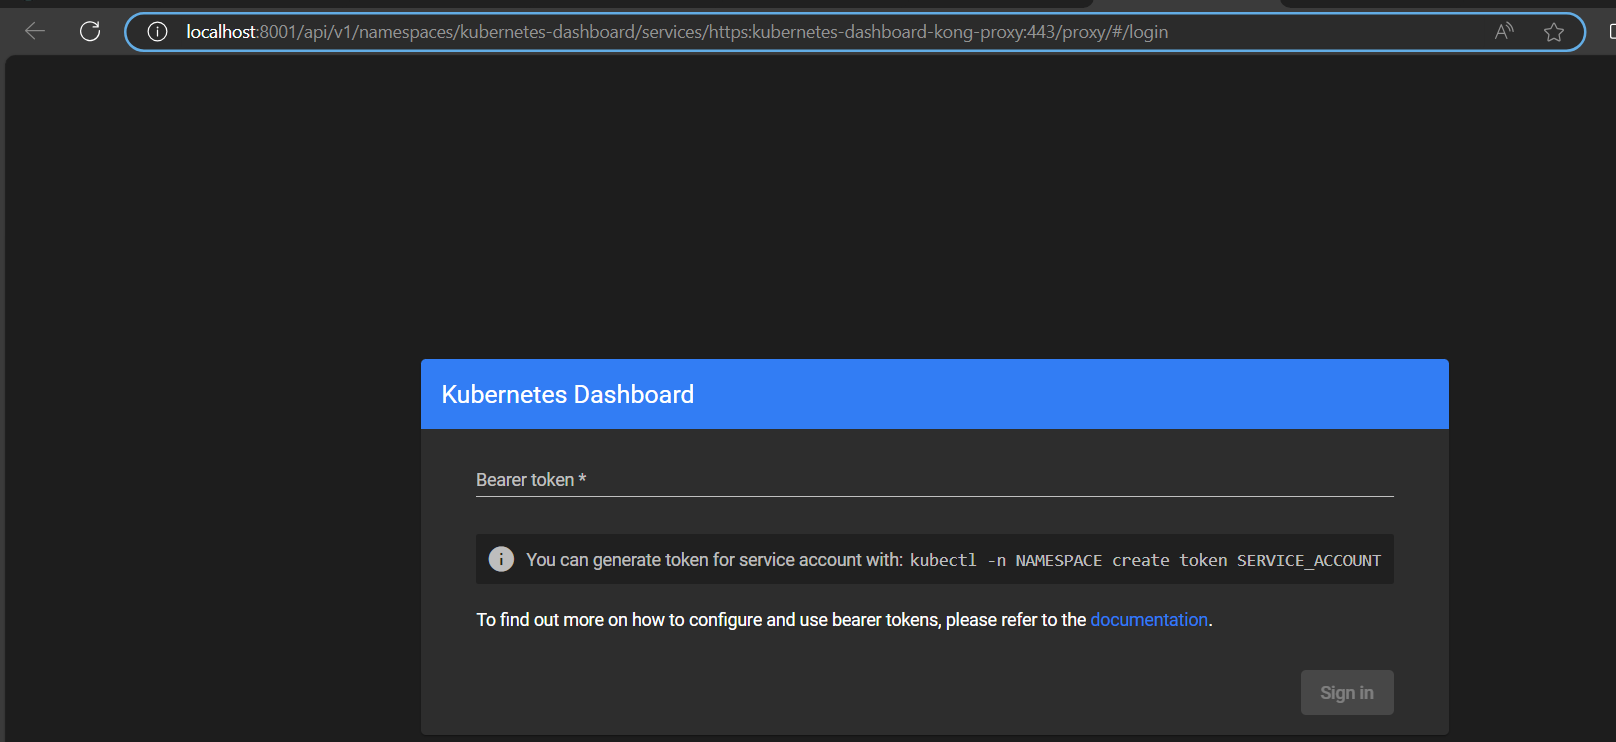 localhost:8001/api/v1/namespaces/kubernetes-dashboard/services/https:kubernetes-dashboard-kong-proxy:443/proxy/#/login
Kubernetes Dashboard
Bearer token *
You can generate token for service account with: kubectl -n NAMESPACE create token SERVICE_ACCOUNT
To find out more on how to configure and use bearer tokens, please refer to the documentation.
Sign in